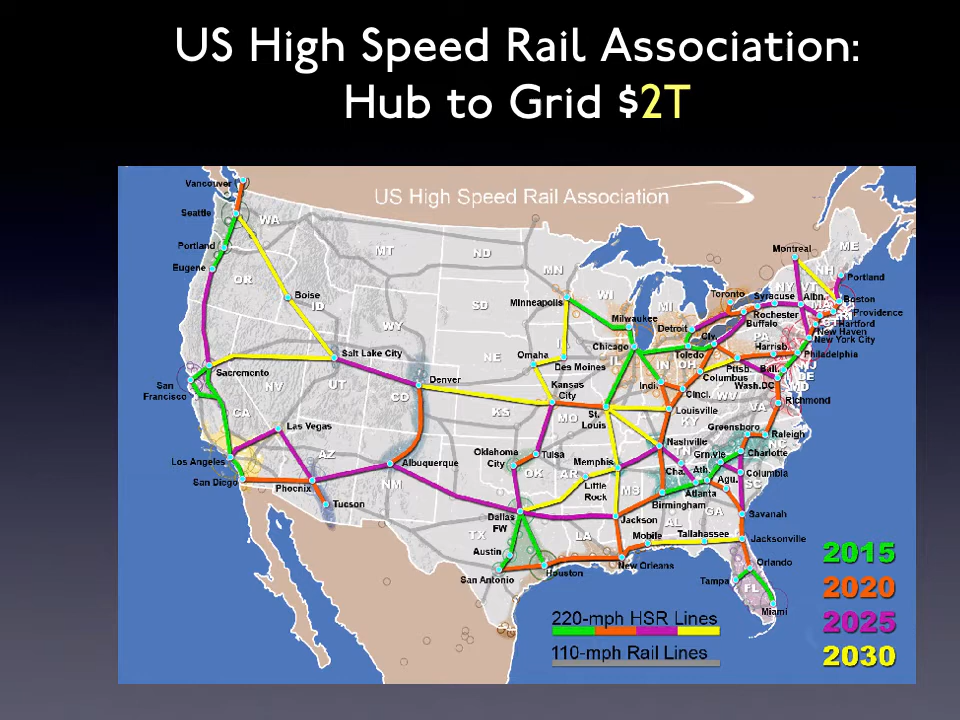 US High Speed Rail Association:
Hub to Grid $2T
US High Speed Rail Association
Vancouver
Seattle
WA
Portland
Eugene
OR
Boise
ID
MT
ND
MN
Minneapolis
WI
Milwaukee
MI
Toronto
Montreal
ME
NH
VT
NY
Portland
Syracuse
Albn.
Boston
MA
Rochester
Buffalo
Providence
Hartford
New Haven
New York City
Detroit
Clv.
Chicago
Toledo
PA
Harrisb.
Philadelphia
NJ
SD
WY
Salt Lake City
NE
Omaha
Des Moines
IL
IN
OH
Pittsb.
Balt.
DE
Columbus
Wash.DC
MD
Sacremento
San
Francisco
NV
UT
Denver
CO
Kansas
City
Indi.
Cinci.
WV
VA
Richmond
CA
KS
MO
St.
Louis
Louisville
KY
Greensboro
Raleigh
NC
Las Vegas
Nashville
TN
Los Angeles
AZ
Albuquerque
Oklahoma
City
Tulsa
Memphis
Grn.vle
Charlotte
San Diego
Phoenix
NM
OK
AR
Little
Rock
Cha.
Ath.
Columbia
Agu.
SC
Tucson
MS
Birmingham
Atlanta
GA
AL
Dallas
FW
Jackson
Savanah
TX
LA
Mobile
Tallahassee
Jacksonville
Austin
San Antonio
Houston
New Orleans
Orlando
Tampa
FL
Miami
2015
2020
2025
2030
220-mph HSR Lines
110-mph Rail Lines